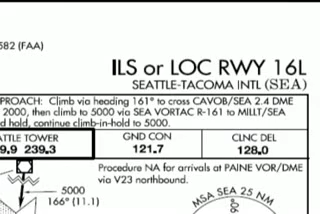 582 (FAA)
ILS or LOC RWY 16L
SEATTLE-TACOMA INTL (SEA)
PROACH: Climb via heading 161° to cross CAVOB/SEA 2.4 DME
2000, then climb to 5000 via SEA VORTAC R-161 to MILLT/SEA
d hold, continue climb-in-hold to 5000.
ATTLE TOWER
9.9 239.3
GND CON
121.7
CLNC DEL
128.0
Procedure NA for arrivals at PAINE VOR/DME
via V23 northbound.
5000
166° (11.1)
MSA SEA 25 NM